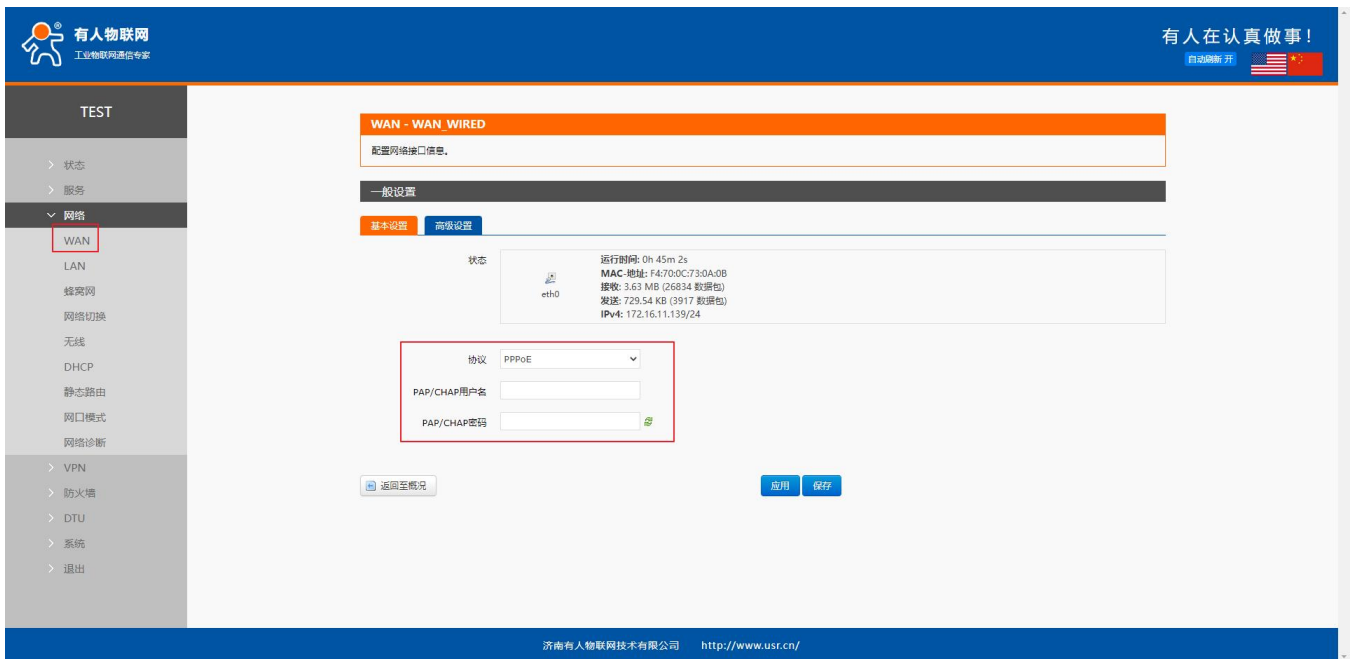 有人物联网
工业物联网通信专家
有人在认真做事!
自动刷新 开
TEST
状态
服务
网络
WAN
LAN
蜂窝网
网络切换
无线
DHCP
静态路由
网口模式
网络诊断
VPN
防火墙
DTU
系统
退出
WAN - WAN_WIRED
配置网络接口信息。
一般设置
基本设置 高级设置
状态
eth0
运行时间: 0h 45m 2s
MAC-地址: F4:70:0C:73:0A:0B
接收: 3.63 MB (26834 数据包)
发送: 729.54 KB (3917 数据包)
IPv4: 172.16.11.139/24
协议 PPPoE
PAP/CHAP用户名
PAP/CHAP密码
返回至概况 应用 保存
济南有人物联网技术有限公司 http://www.usr.cn/